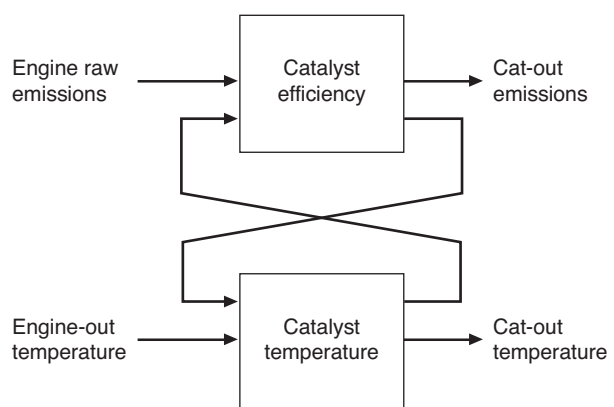 Engine raw
emissions
Catalyst
efficiency
Cat-out
emissions
Engine-out
temperature
Catalyst
temperature
Cat-out
temperature